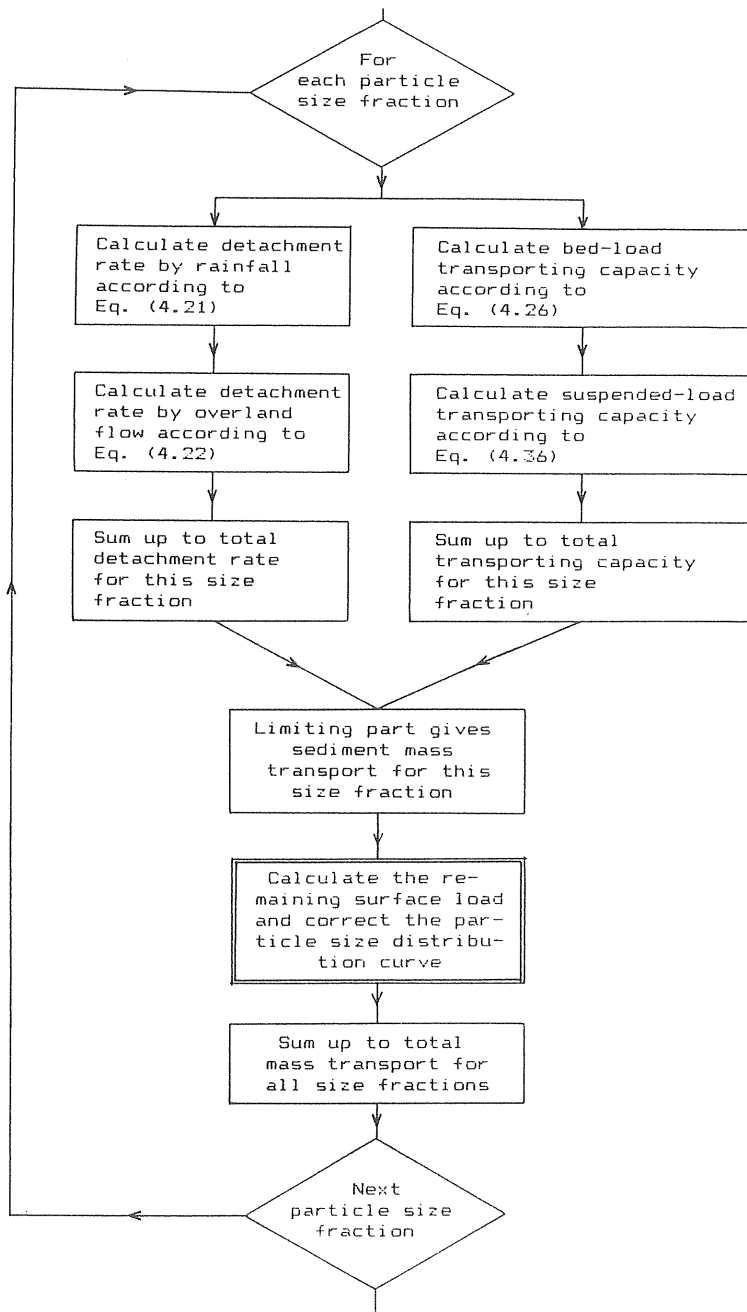 For
each particle
size fraction
Calculate detachment
rate by rainfall
according to
Eq. (4.21)
Calculate bed-load
transporting capacity
according to
Eq. (4.26)
Calculate detachment
rate by overland
flow according to
Eq. (4.22)
Calculate suspended-load
transporting capacity
according to
Eq. (4.36)
Sum up to total
detachment rate
for this size
fraction
Sum up to total
transporting capacity
for this size
fraction
Limiting part gives
sediment mass
transport for this
size fraction
Calculate the re-
maining surface load
and correct the par-
ticle size distribu-
tion curve
Sum up to total
mass transport for
all size fractions
Next
particle size
fraction